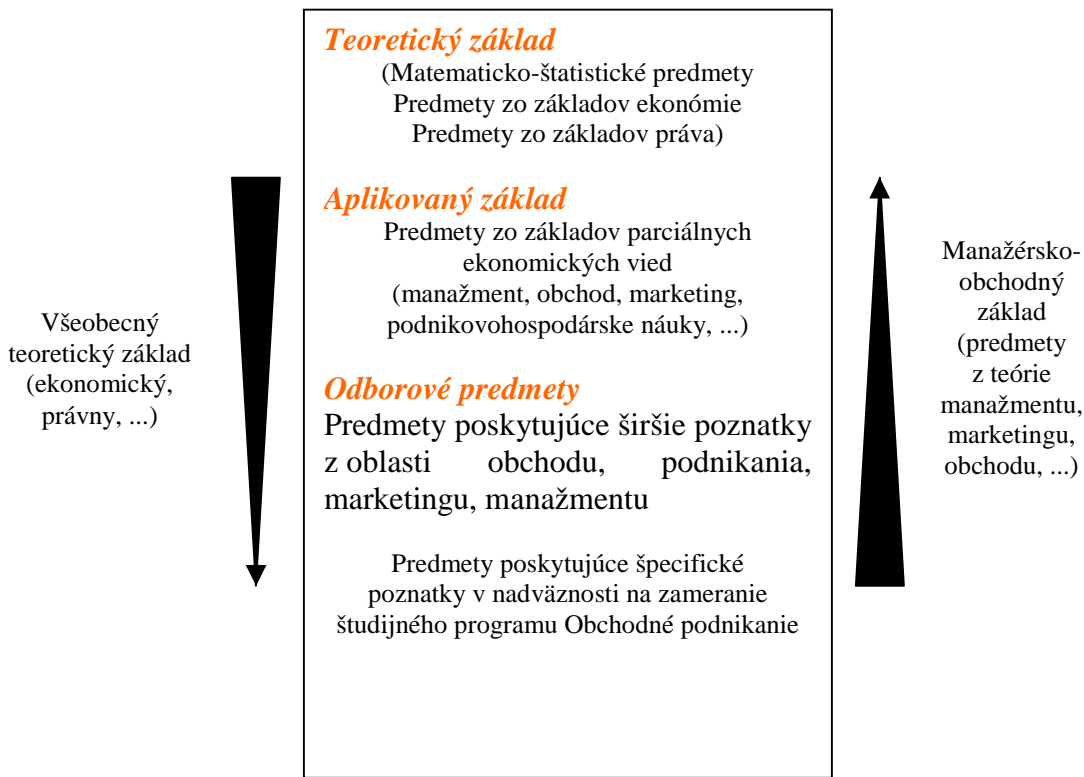 Teoretický základ
(Matematicko-štatistické predmety
Predmety zo základov ekonómie
Predmety zo základov práva)
Aplikovaný základ
Predmety zo základov parciálnych
ekonomických vied
(manažment, obchod, marketing,
podnikovohospodárske náuky, ...)
Odborové predmety
Predmety poskytujúce širšie poznatky
z oblasti obchodu, podnikania,
marketingu, manažmentu
Predmety poskytujúce špecifické
poznatky v nadväznosti na zameranie
študijného programu Obchodné podnikanie
Všeobecný
teoretický základ
(ekonomický,
právny, ...)
Manažérsko-
obchodný
základ
(predmety
z teórie
manažmentu,
marketingu,
obchodu, ...)